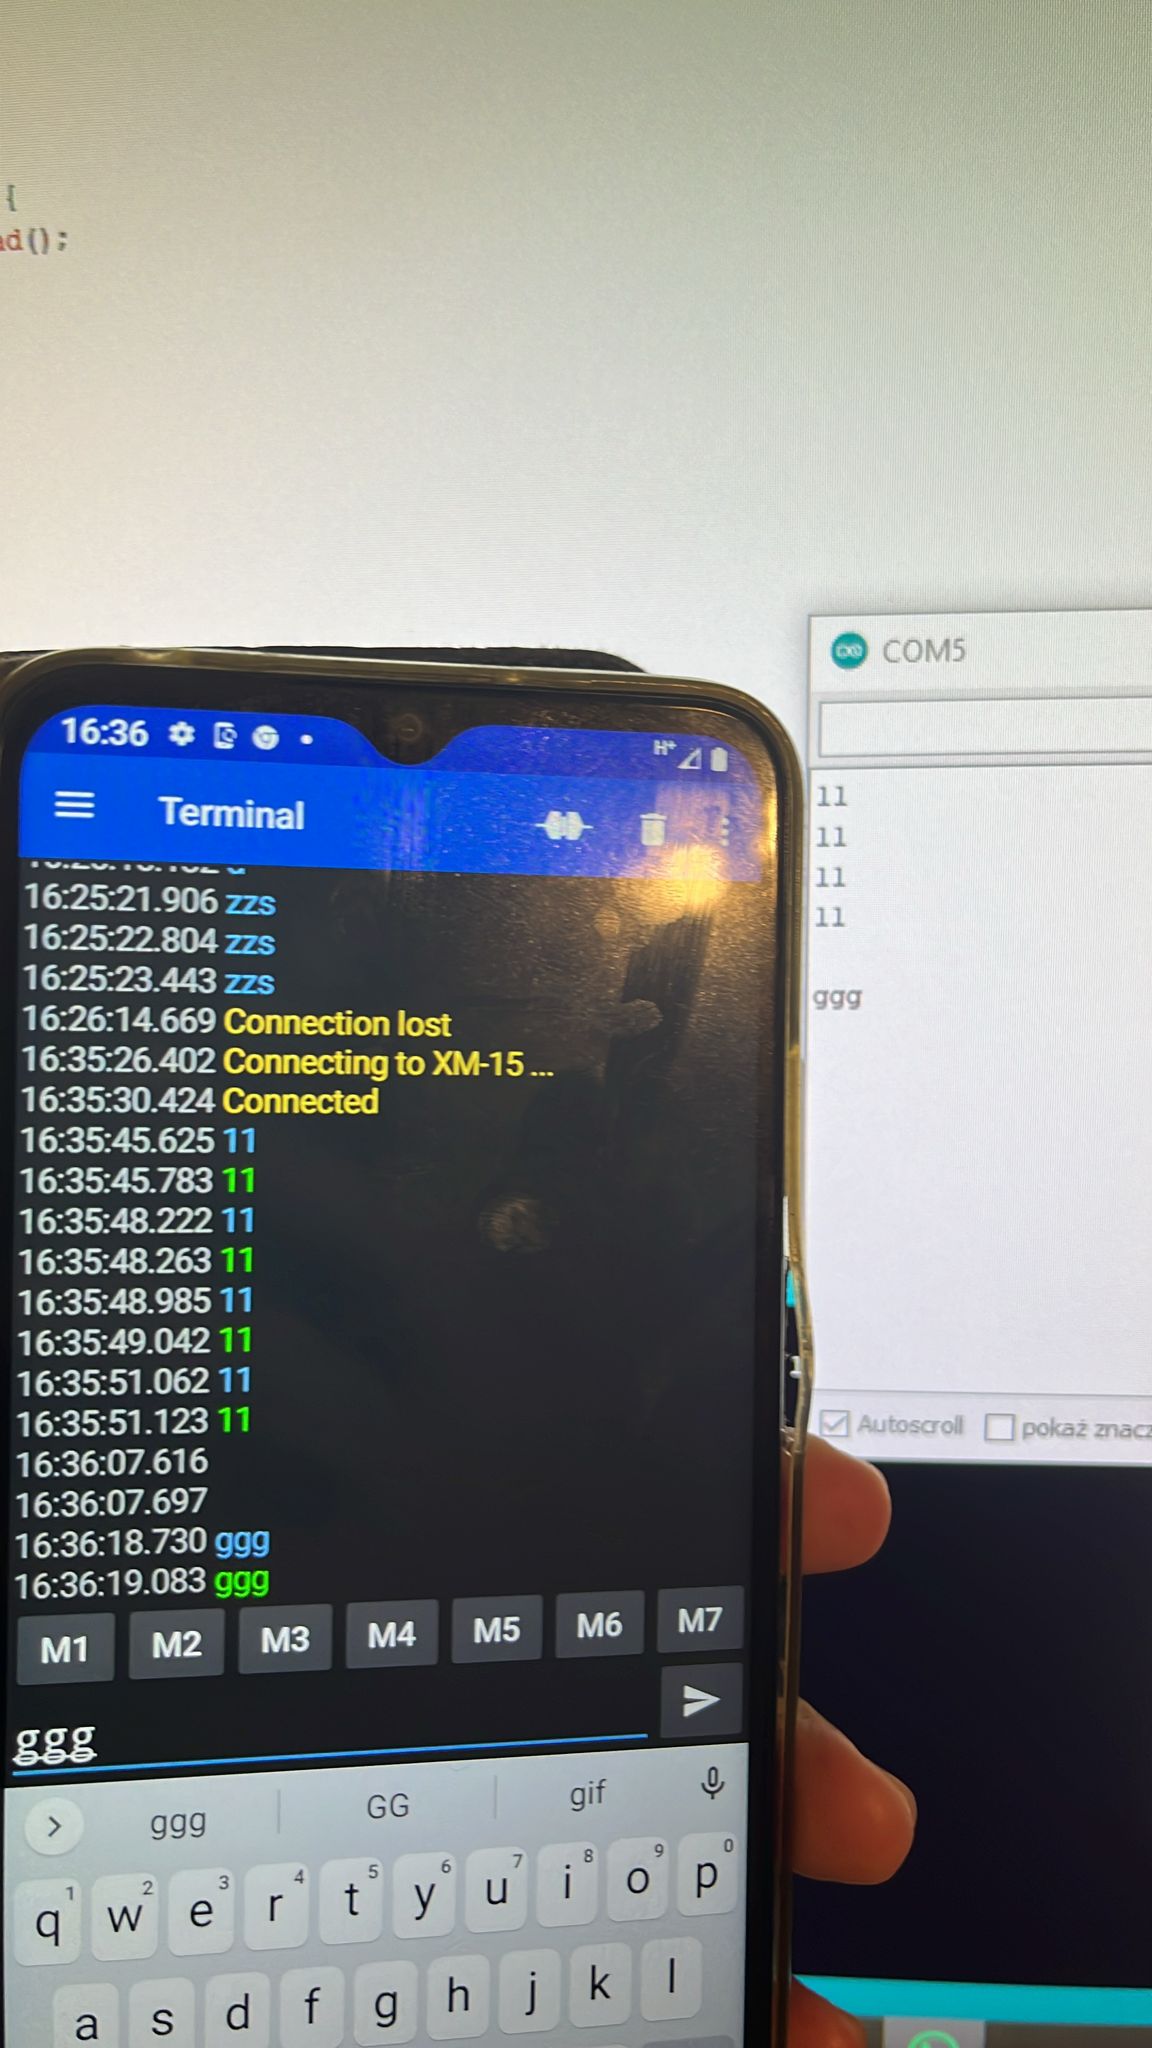 {
ad();
COM5
11
11
11
11
ggg
Autoscroll
pokaż znacz
16:36
H+
Terminal
16:25:21.906 zzs
16:25:22.804 zzs
16:25:23.443 zzs
16:26:14.669 Connection lost
16:35:26.402 Connecting to XM-15 ...
16:35:30.424 Connected
16:35:45.625 11
16:35:45.783 11
16:35:48.222 11
16:35:48.263 11
16:35:48.985 11
16:35:49.042 11
16:35:51.062 11
16:35:51.123 11
16:36:07.616
16:36:07.697
16:36:18.730 ggg
16:36:19.083 ggg
M1 M2 M3 M4 M5 M6 M7
ggg
ggg GG gif
1 2 3 4 5 6 7 8 9 0
q w e r t y u i o p
a s d f g h j k l